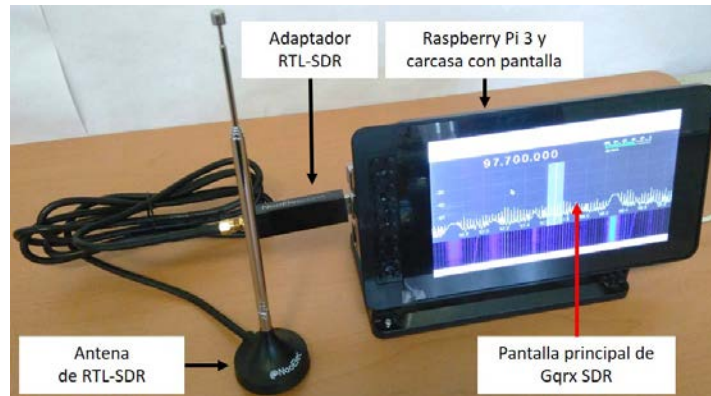 Adaptador
RTL-SDR
Raspberry Pi 3 y
carcasa con pantalla
97.700.000
Antena
de RTL-SDR
@NooElec
Pantalla principal de
Gqrx SDR